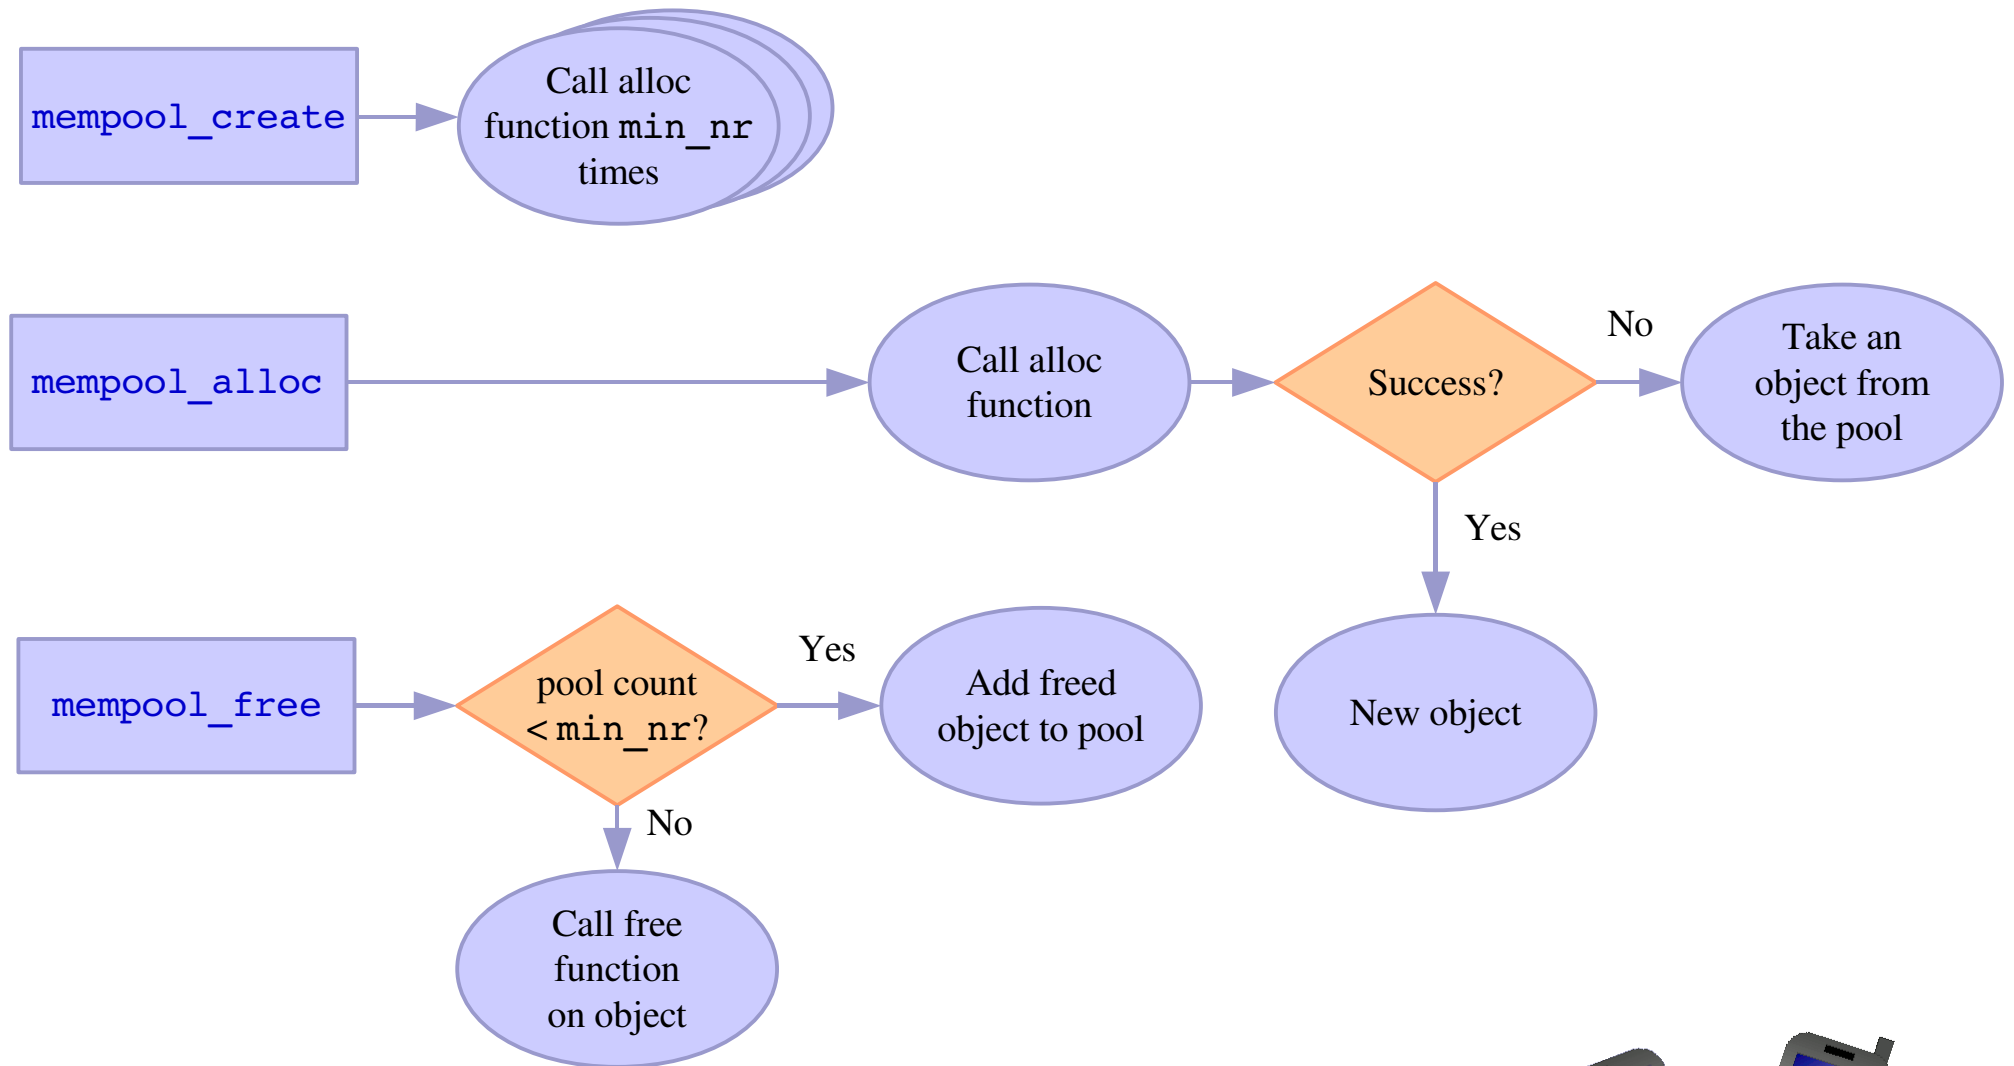 mempool_create
Call alloc
function min_nr
times
mempool_alloc
Call alloc
function
Success?
No
Take an
object from
the pool
Yes
mempool_free
pool count
< min_nr?
Yes
Add freed
object to pool
New object
No
Call free
function
on object